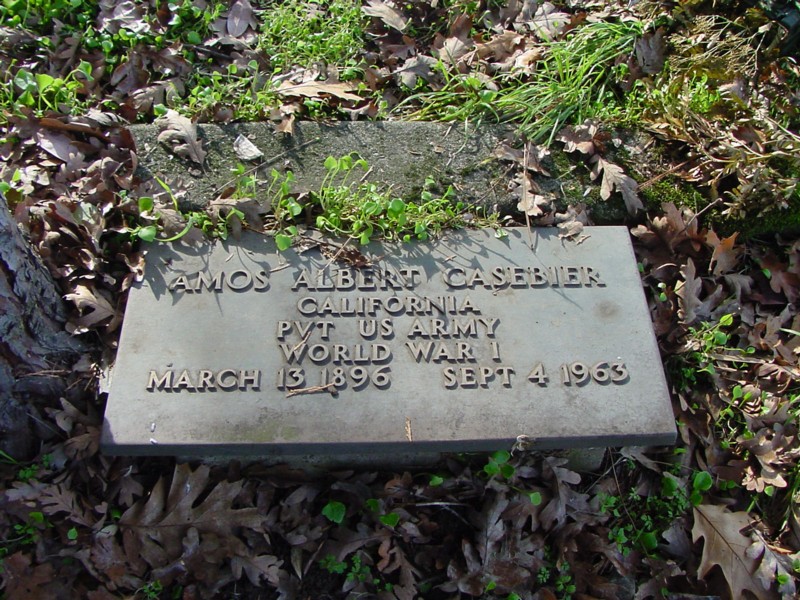 AMOS ALBERT CASEBIER
CALIFORNIA
PVT US ARMY
WORLD WAR I
MARCH 13 1896 SEPT 4 1963